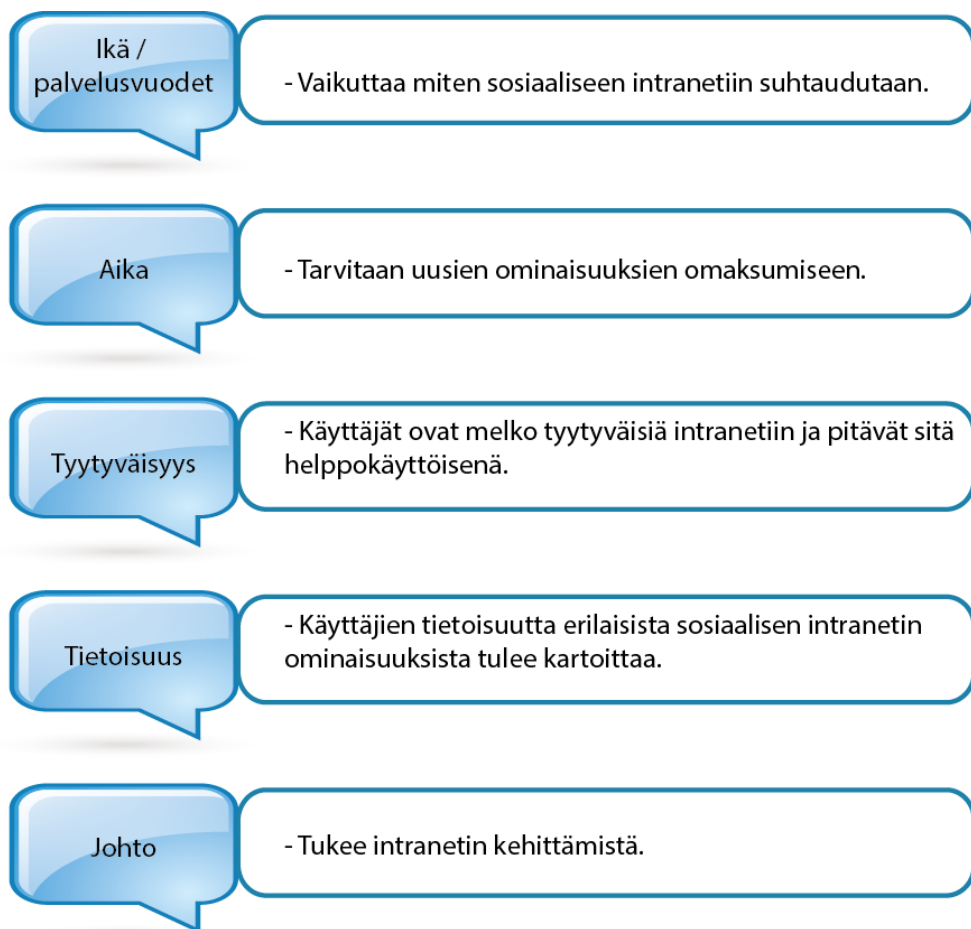 Ikä /
palvelusvuodet
- Vaikuttaa miten sosiaaliseen intranetiin suhtaudutaan.
Aika
- Tarvitaan uusien ominaisuuksien omaksumiseen.
Tyytyväisyys
- Käyttäjät ovat melko tyytyväisiä intranetiin ja pitävät sitä
helppokäyttöisenä.
Tietoisuus
- Käyttäjien tietoisuutta erilaisista sosiaalisen intranetin
ominaisuuksista tulee kartoittaa.
Johto
- Tukee intranetin kehittämistä.